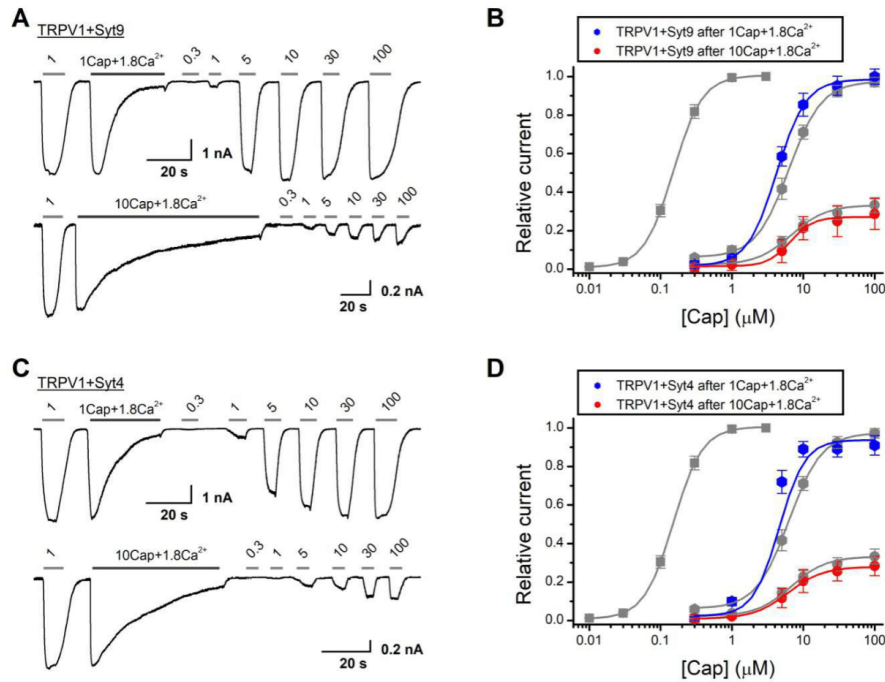 A
TRPV1+Syt9
1 1Cap+1.8Ca²⁺ 0.3 1 5 10 30 100
20 s 1 nA
1 10Cap+1.8Ca²⁺ 0.3 1 5 10 30 100
20 s 0.2 nA
B
TRPV1+Syt9 after 1Cap+1.8Ca²⁺
TRPV1+Syt9 after 10Cap+1.8Ca²⁺
Relative current
1.0
0.8
0.6
0.4
0.2
0.0
0.01 0.1 1 10 100
[Cap] (μM)
C
TRPV1+Syt4
1 1Cap+1.8Ca²⁺ 0.3 1 5 10 30 100
20 s 1 nA
1 10Cap+1.8Ca²⁺ 0.3 1 5 10 30 100
20 s 0.2 nA
D
TRPV1+Syt4 after 1Cap+1.8Ca²⁺
TRPV1+Syt4 after 10Cap+1.8Ca²⁺
Relative current
1.0
0.8
0.6
0.4
0.2
0.0
0.01 0.1 1 10 100
[Cap] (μM)